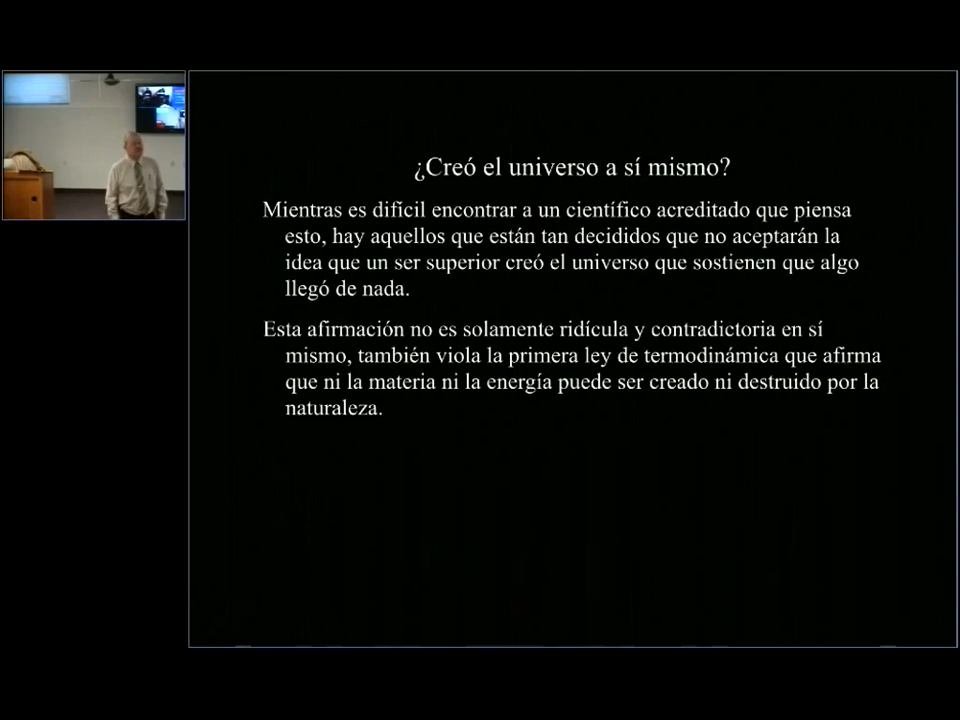 ¿Creó el universo a sí mismo?
Mientras es difícil encontrar a un científico acreditado que piensa
esto, hay aquellos que están tan decididos que no aceptarán la
idea que un ser superior creó el universo que sostienen que algo
llegó de nada.
Esta afirmación no es solamente ridícula y contradictoria en sí
mismo, también viola la primera ley de termodinámica que afirma
que ni la materia ni la energía puede ser creado ni destruido por la
naturaleza.